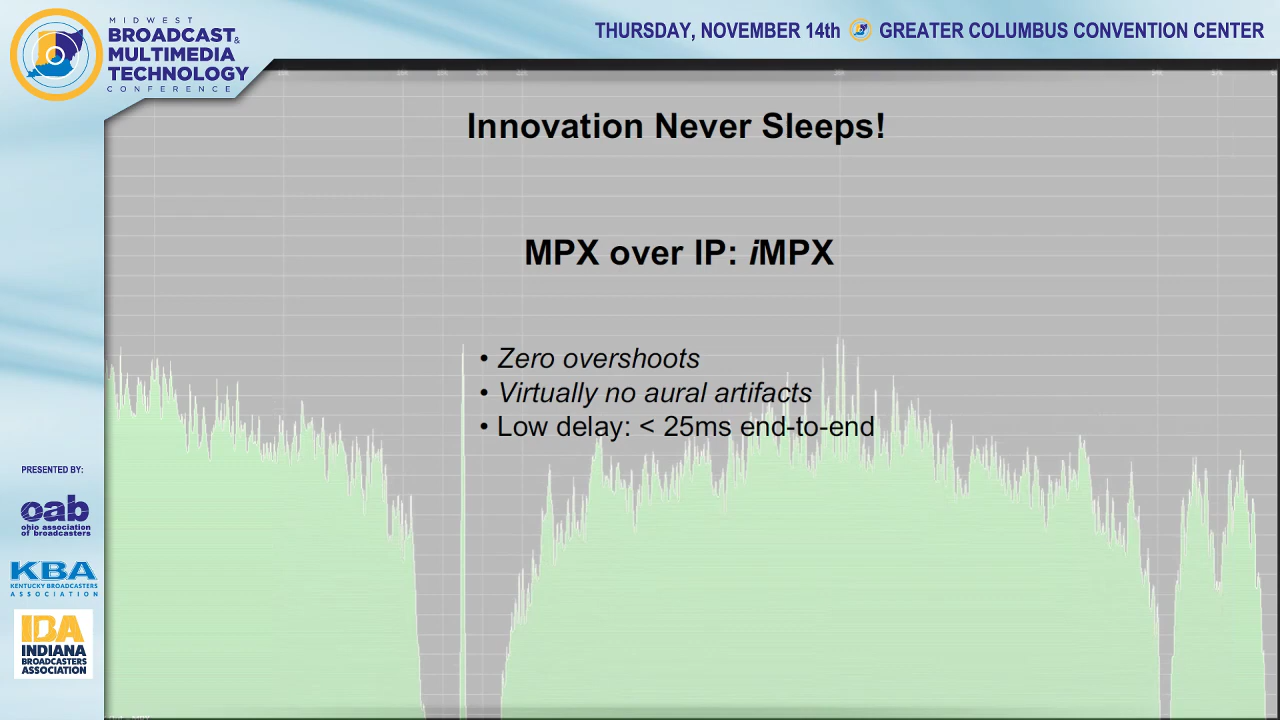 MIDWEST
BROADCAST&
MULTIMEDIA
TECHNOLOGY
CONFERENCE
THURSDAY, NOVEMBER 14th GREATER COLUMBUS CONVENTION CENTER
Innovation Never Sleeps!
MPX over IP: iMPX
• Zero overshoots
• Virtually no aural artifacts
• Low delay: < 25ms end-to-end
PRESENTED BY:
oab
ohio association
of broadcasters
KBA
KENTUCKY BROADCASTERS
ASSOCIATION
IBA
INDIANA
BROADCASTERS
ASSOCIATION